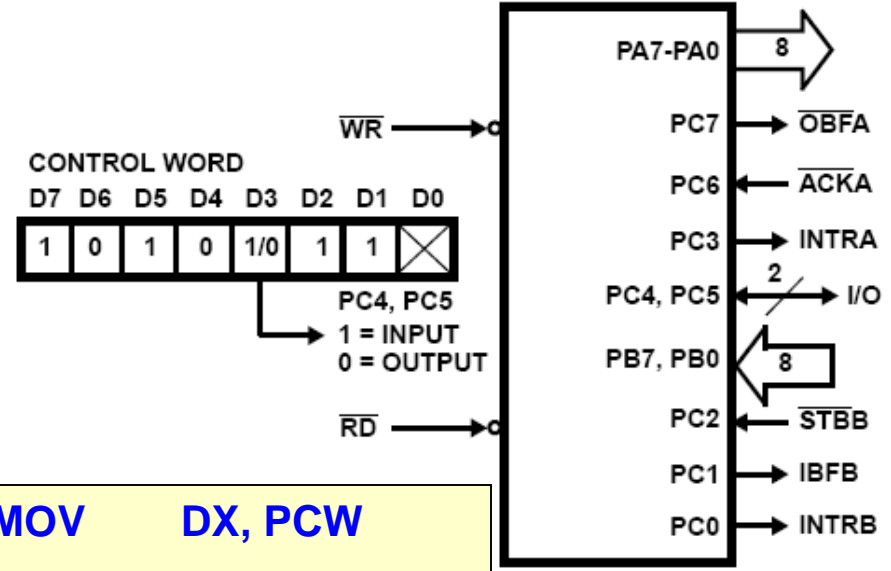 PA7-PA0 8
WR
PC7 OBFA
CONTROL WORD
PC6 ACKA
D7 D6 D5 D4 D3 D2 D1 D0
1 0 1 0 1/0 1 1
PC3 INTRA
PC4, PC5
1 = INPUT
0 = OUTPUT
PC4, PC5 2 I/O
PB7, PB0 8
RD
PC2 STBB
PC1 IBFB
PC0 INTRB
MOV DX, PCW